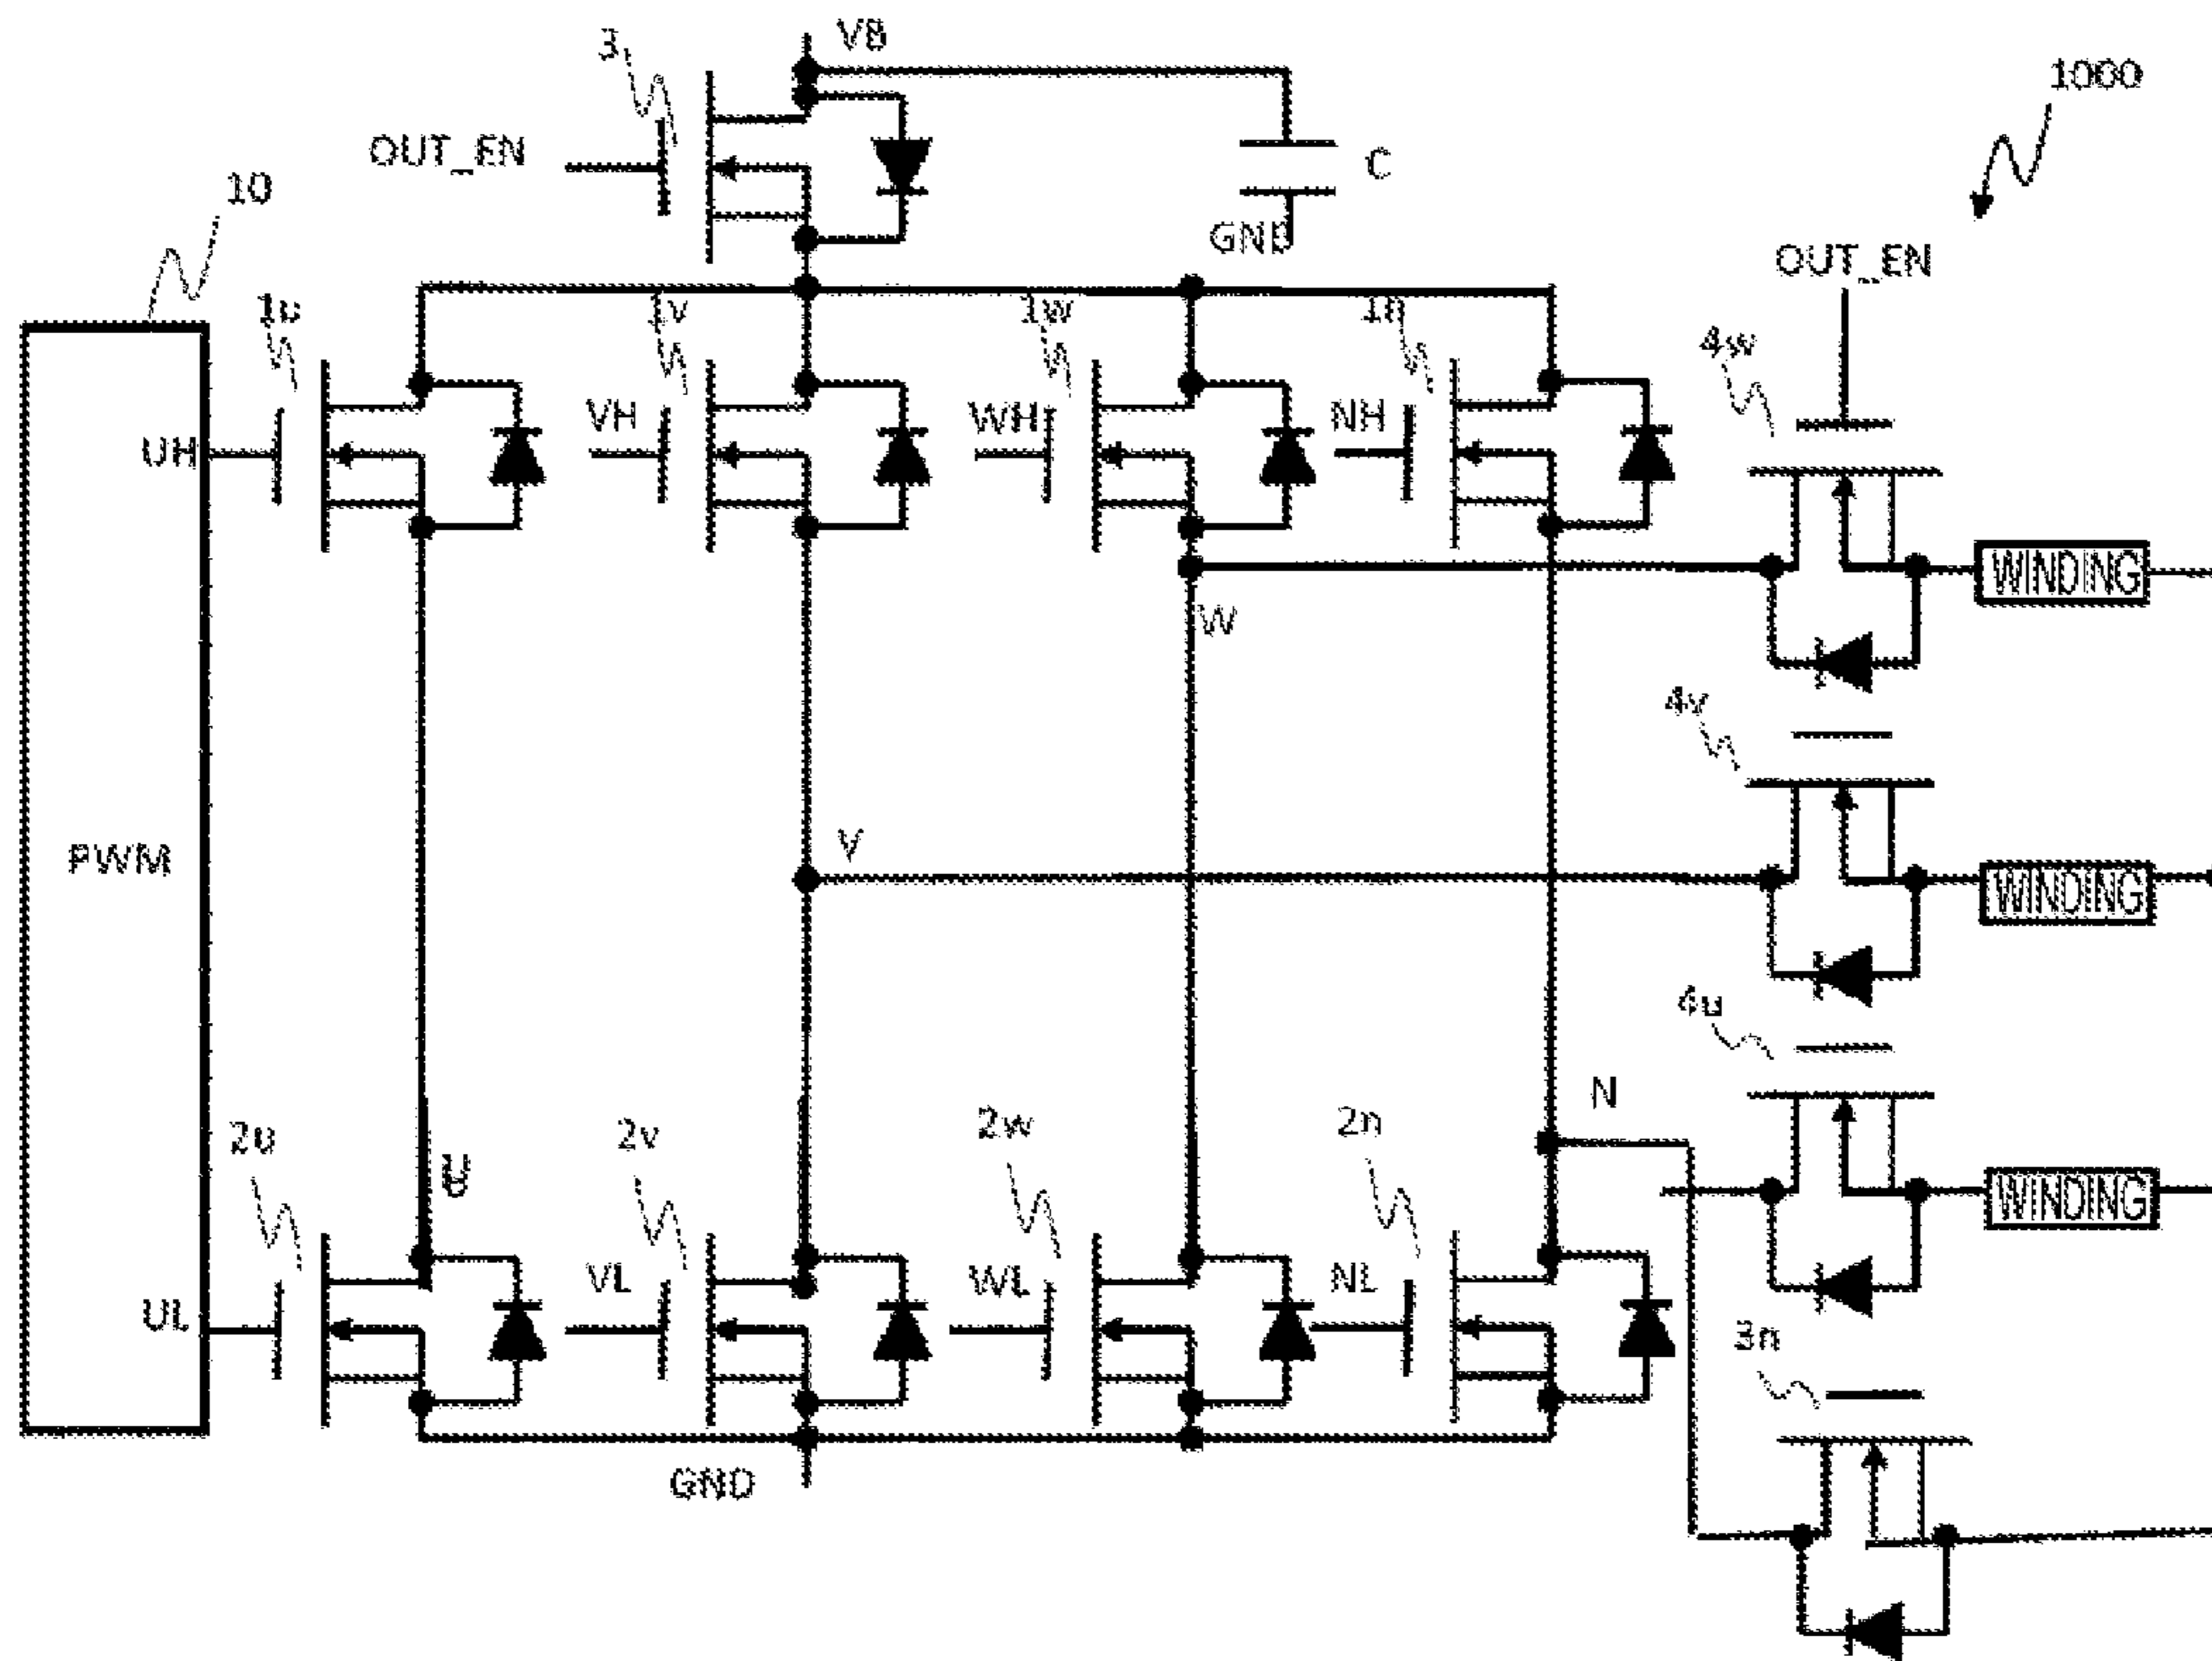 VB
3
1000
OUT_EN
C
10
GND
OUT_EN
1u
1v
1w
1n
4w
VH
WH
NH
UH
WINDING
W
4v
V
PWM
WINDING
4u
N
2u
2v
2w
2n
U
WINDING
VL
WL
NL
UL
3n
GND